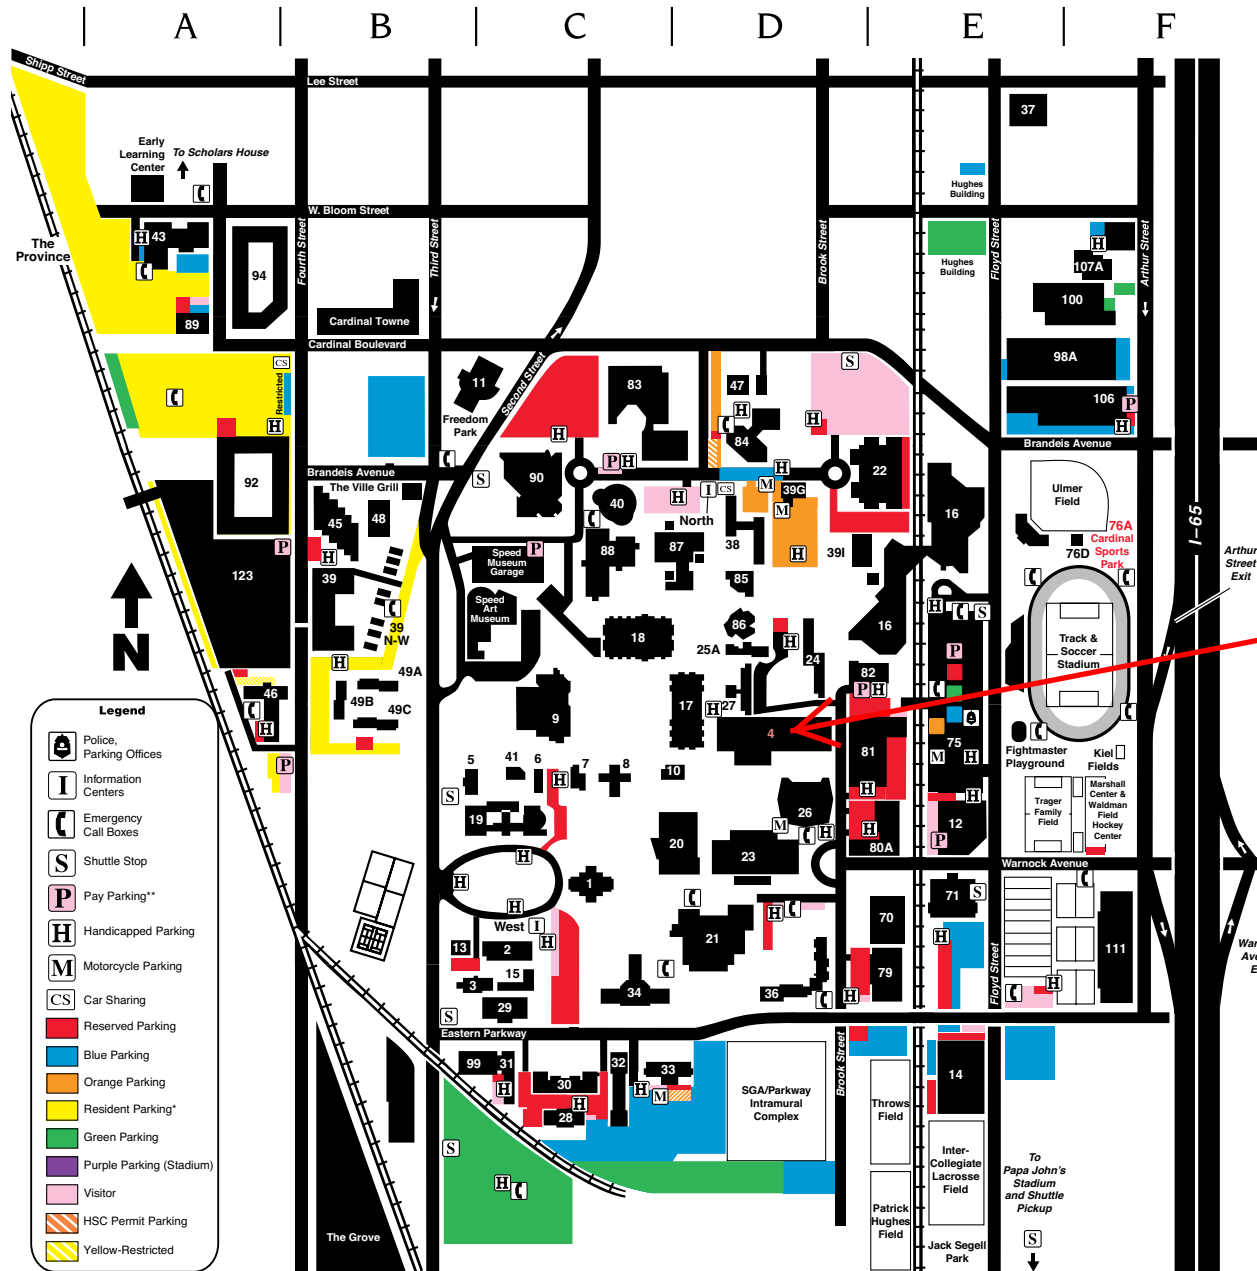 A
B
C
D
E
F
Shipp Street
Lee Street
37
Early
Learning
Center
To Scholars House
Hughes
Building
W. Bloom Street
The
Province
43
94
Fourth Street
Third Street
Brook Street
Hughes
Building
Floyd Street
Arthur Street
H
H
107A
100
89
Cardinal Towne
Cardinal Boulevard
Second Street
CS
Restricted
H
11
Freedom
Park
83
47
H
84
S
H
98A
106
P
H
H
Brandeis Avenue
92
Brandeis Avenue
The Ville Grill
S
90
P
H
H
22
40
H
I
CS
North
M
39G
M
16
Ulmer
Field
45
48
H
P
123
39
39
N-W
H
Speed
Museum
Garage
P
88
87
38
H
39I
76D
76A
Cardinal
Sports
Park
I-65
Arthur
Street
Exit
Speed
Art
Museum
85
86
18
25A
H
24
16
H
S
P
Track &
Soccer
Stadium
N
46
H
P
49A
49B
49C
9
17
H
27
4
82
P
H
81
H
75
M
H
Fightmaster
Playground
Kiel
Fields
5
41
6
7
H
8
10
S
19
20
26
M
H
23
H
80A
H
12
P
Trager
Family
Field
Marshall
Center &
Waldman
Field
Hockey
Center
Warnock Avenue
H
H
H
1
West
I
H
13
2
3
15
29
S
34
21
H
36
H
70
79
71
S
H
Floyd Street
H
111
Eastern Parkway
99
31
H
30
28
H
32
33
H
M
SGA/Parkway
Intramural
Complex
Brook Street
Throws
Field
14
Inter-
Collegiate
Lacrosse
Field
Patrick
Hughes
Field
Jack Segell
Park
To
Papa John's
Stadium
and Shuttle
Pickup
S
S
H
The Grove
Legend
Police,
Parking Offices
I
Information
Centers
Emergency
Call Boxes
S
Shuttle Stop
P
Pay Parking**
H
Handicapped Parking
M
Motorcycle Parking
CS
Car Sharing
Reserved Parking
Blue Parking
Orange Parking
Resident Parking*
Green Parking
Purple Parking (Stadium)
Visitor
HSC Permit Parking
Yellow-Restricted